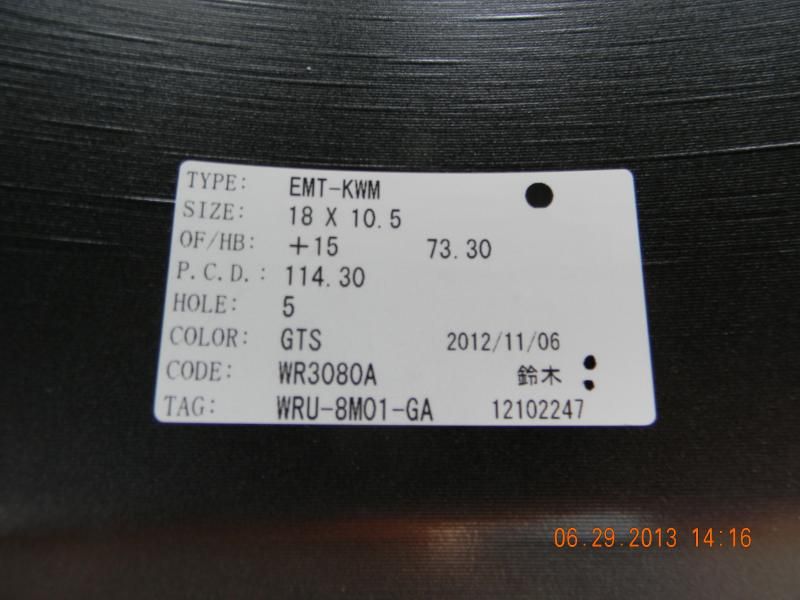 TYPE: EMT-KWM
SIZE: 18 X 10.5
OF/HB: +15 73.30
P.C.D.: 114.30
HOLE: 5
COLOR: GTS 2012/11/06
CODE: WR3080A 鈴木
TAG: WRU-8M01-GA 12102247
06.29.2013 14:16